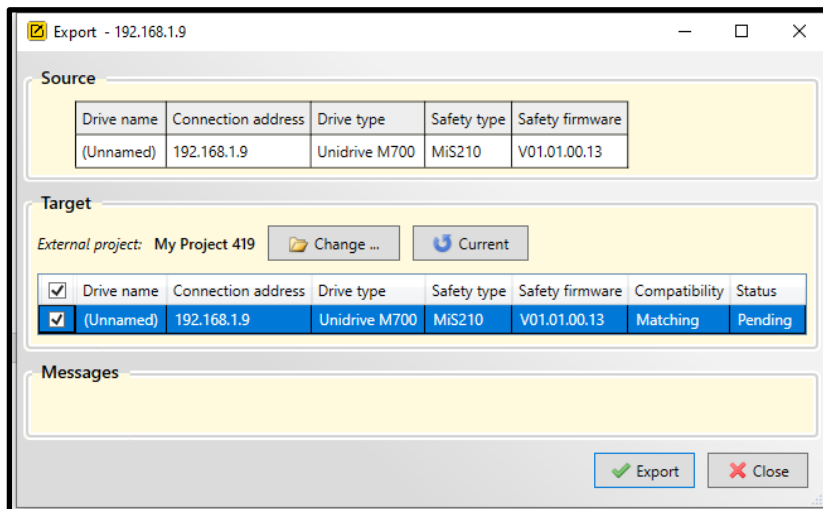 Export - 192.168.1.9
Source
Drive name Connection address Drive type Safety type Safety firmware
(Unnamed) 192.168.1.9 Unidrive M700 MiS210 V01.01.00.13
Target
External project: My Project 419 Change ... Current
Drive name Connection address Drive type Safety type Safety firmware Compatibility Status
(Unnamed) 192.168.1.9 Unidrive M700 MiS210 V01.01.00.13 Matching Pending
Messages
Export Close